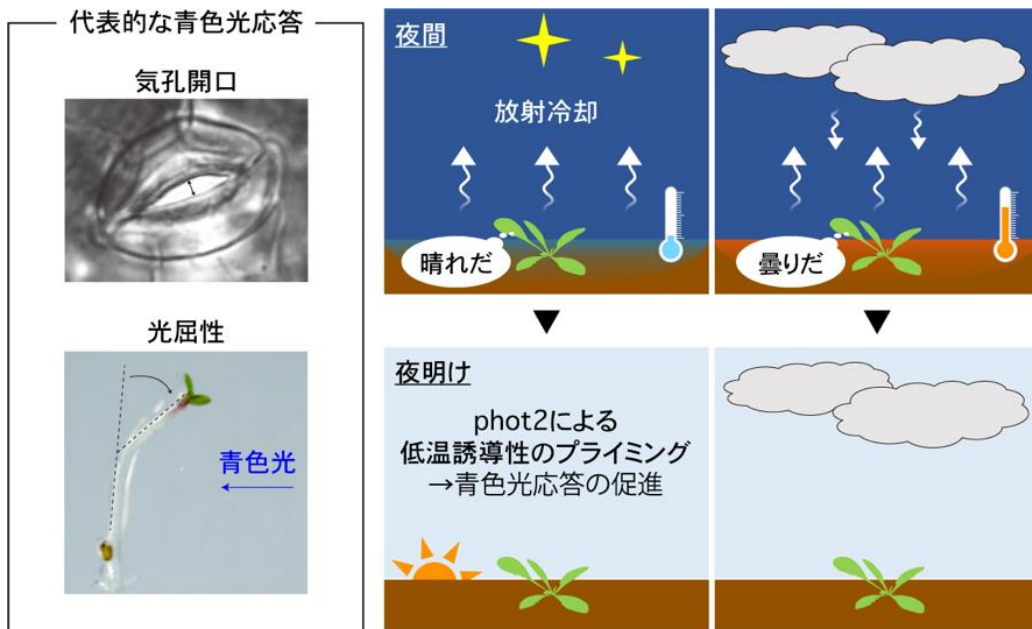 代表的な青色光応答
気孔開口
光屈性
青色光
夜間
放射冷却
晴れだ
曇りだ
夜明け
phot2による
低温誘導性のプライミング
→青色光応答の促進